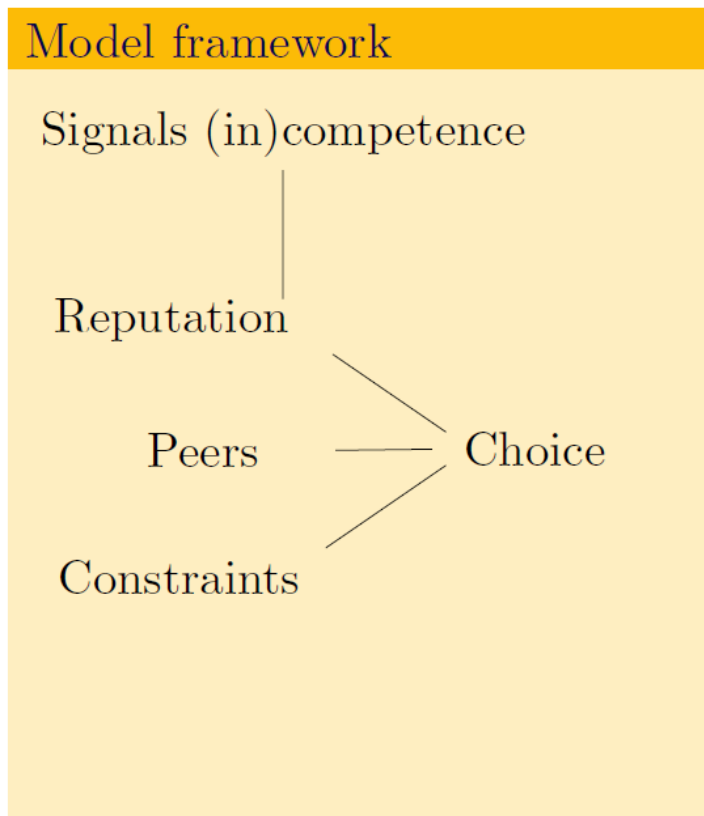 Model framework
Signals (in)competence
Reputation
Peers
Choice
Constraints